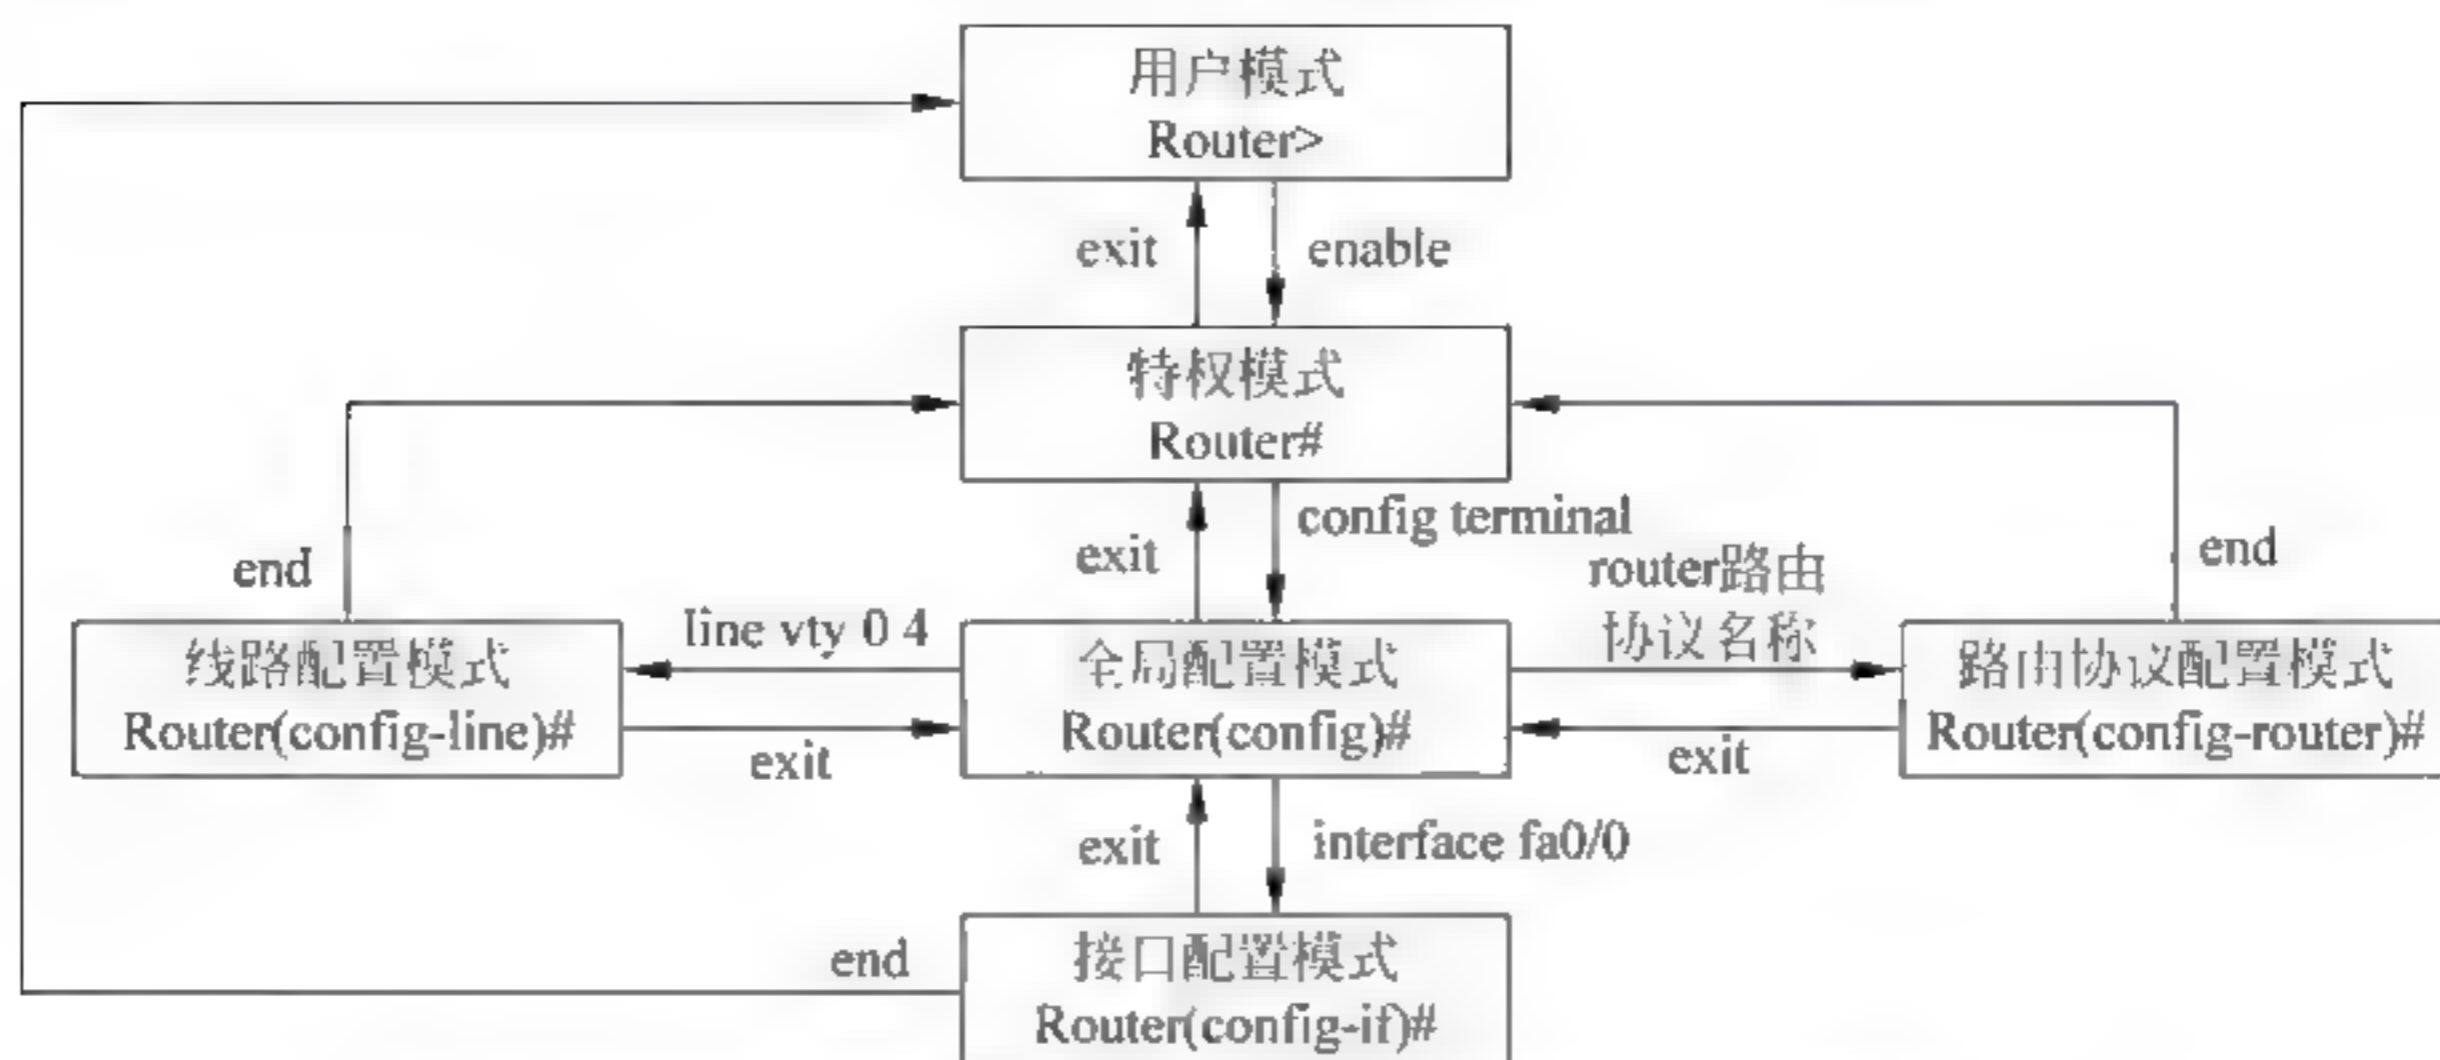 用户模式
Router>
exit
enable
特权模式
Router#
config terminal
exit
router路由
协议名称
end
end
line vty 0 4
线路配置模式
Router(config-line)#
全局配置模式
Router(config)#
路由协议配置模式
Router(config-router)#
exit
exit
exit
interface fa0/0
end
接口配置模式
Router(config-if)#